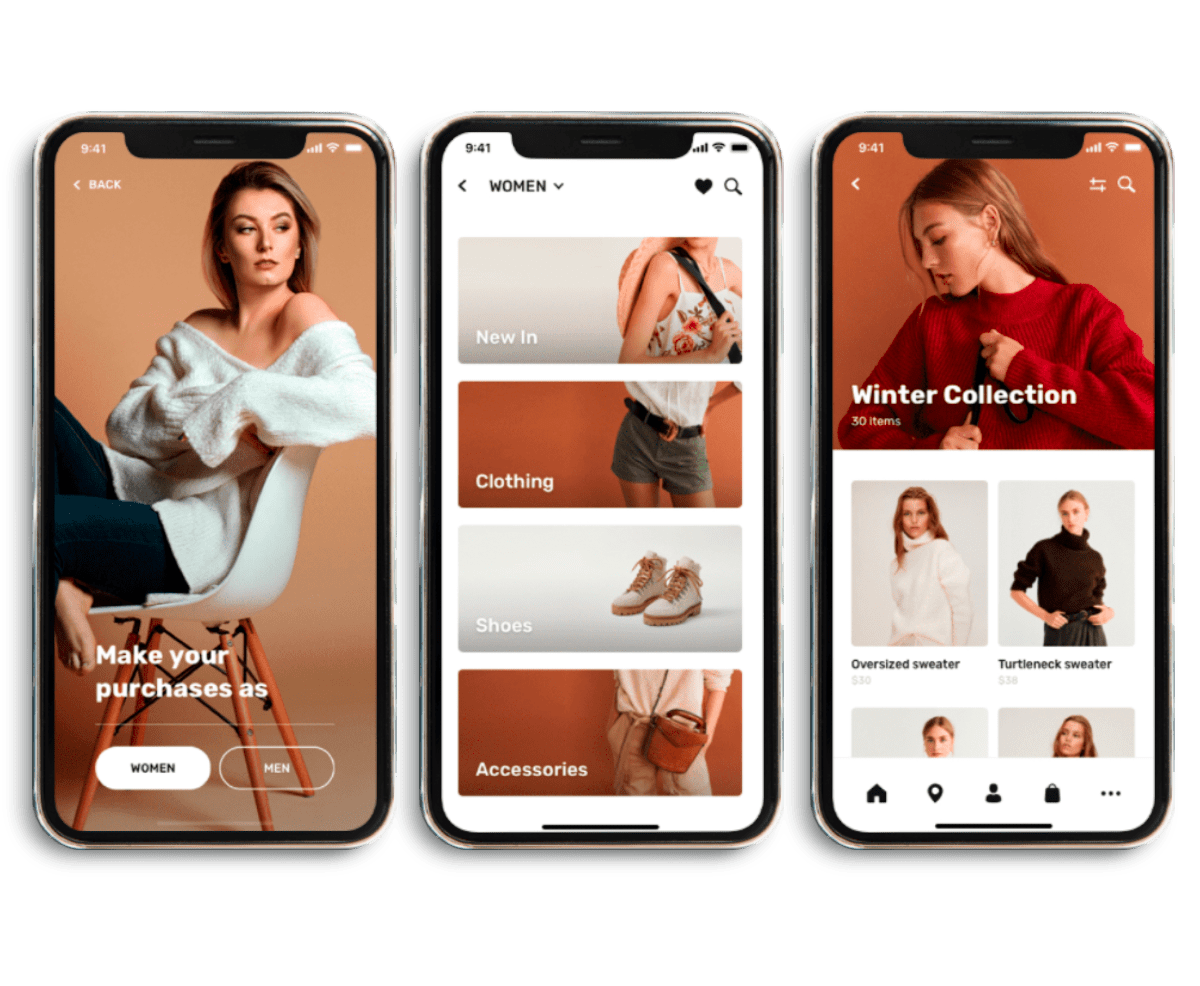 9:41
BACK
Make your
purchases as
WOMEN
MEN
9:41
WOMEN
New In
Clothing
Shoes
Accessories
9:41
Winter Collection
30 items
Oversized sweater
$30
Turtleneck sweater
$38